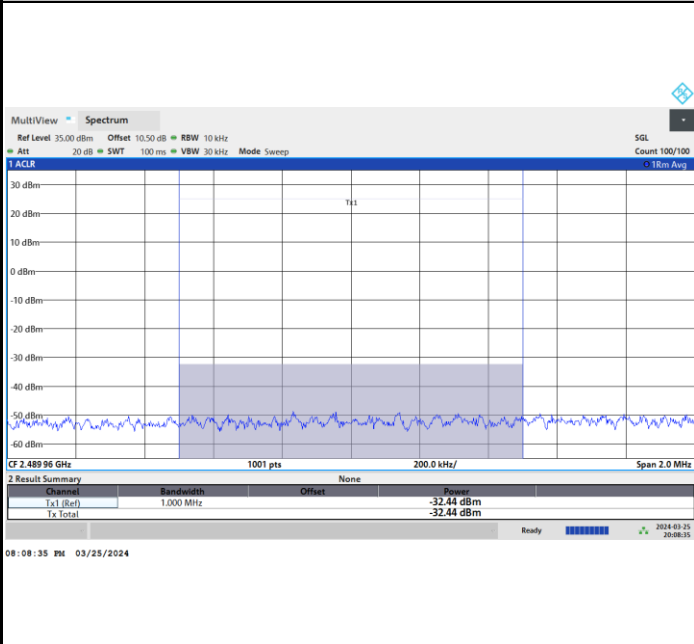 MultiView Spectrum
Ref Level 35.00 dBm Offset 10.50 dB RBW 10 kHz SGL
Att 20 dB SWT 100 ms VBW 30 kHz Mode Sweep Count 100/100
1 ACLR 1Rm Avg
30 dBm
Tx1
20 dBm
10 dBm
0 dBm
-10 dBm
-20 dBm
-30 dBm
-40 dBm
-50 dBm
-60 dBm
CF 2.489 96 GHz 1001 pts 200.0 kHz/ Span 2.0 MHz
2 Result Summary None
Channel Bandwidth Offset Power
Tx1 (Ref) 1.000 MHz -32.44 dBm
Tx Total -32.44 dBm
Ready 2024-03-25
20:08:35
08:08:35 PM 03/25/2024